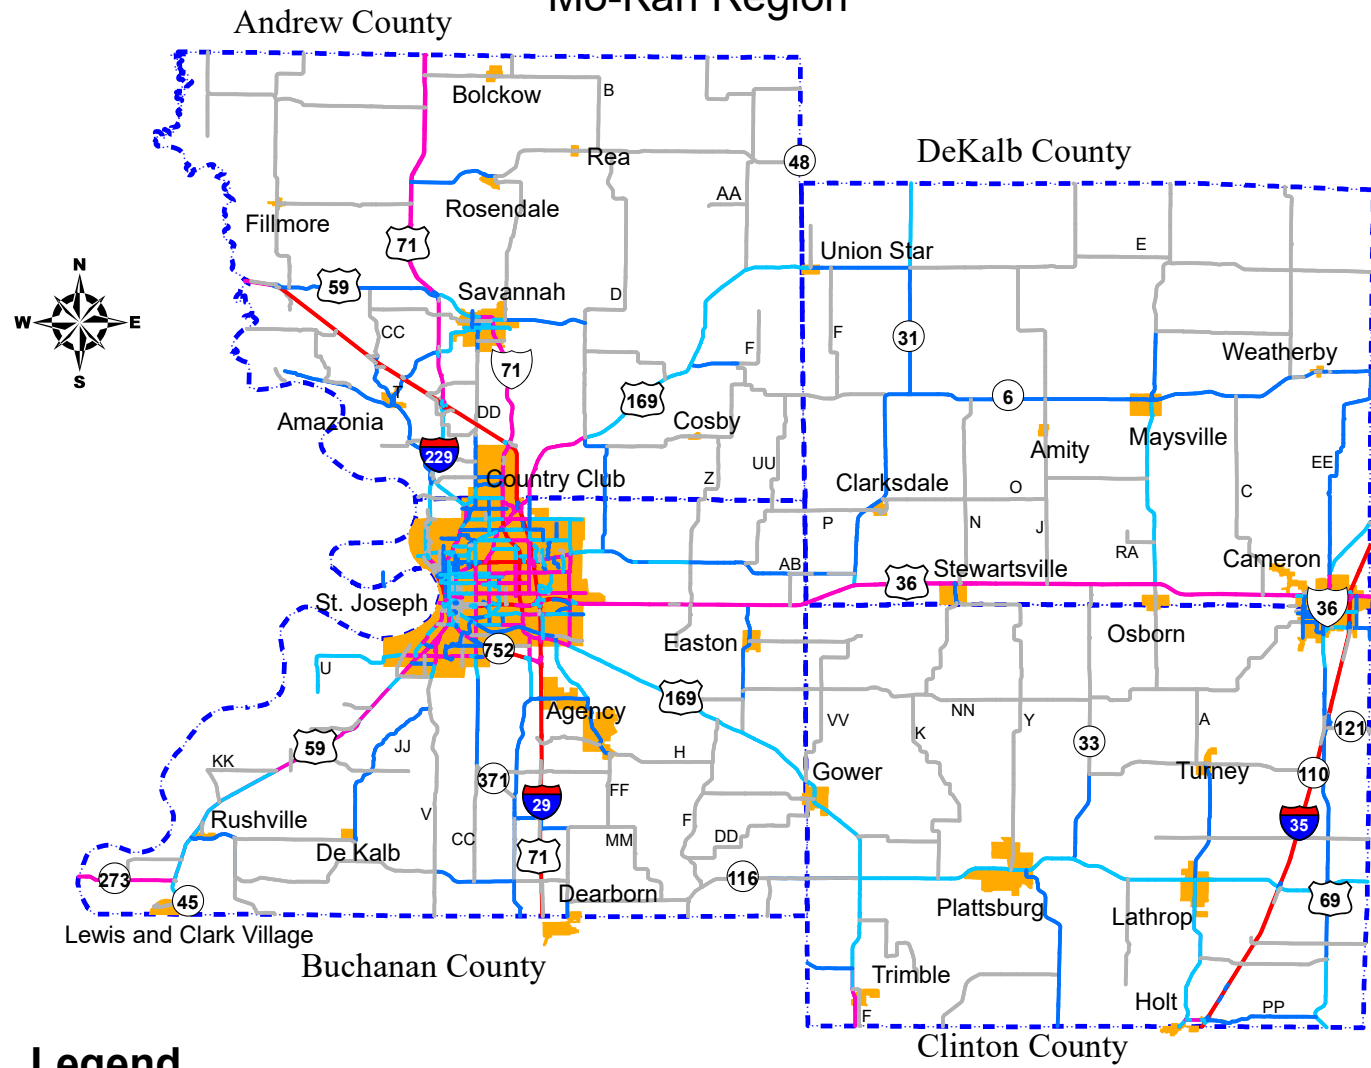 Mo-Kan Region
Andrew County
Bolckow
B
Rea
48
DeKalb County
AA
Rosendale
Fillmore
71
Union Star
E
N
W
E
S
59
Savannah
D
CC
F
F
31
Weatherby
71
169
6
7
DD
Amazonia
Cosby
Maysville
Amity
229
UU
EE
Country Club
Z
Clarksdale
O
C
P
N
J
RA
AB
Stewartsville
Cameron
36
St. Joseph
36
Easton
Osborn
752
U
169
Agency
NN
VV
K
Y
A
121
33
59
JJ
H
KK
371
Gower
Turney
110
29
FF
35
Rushville
V
F
CC
MM
DD
De Kalb
71
273
116
Dearborn
69
45
Plattsburg
Lathrop
Lewis and Clark Village
Buchanan County
Trimble
Holt
PP
F
Clinton County
Legend